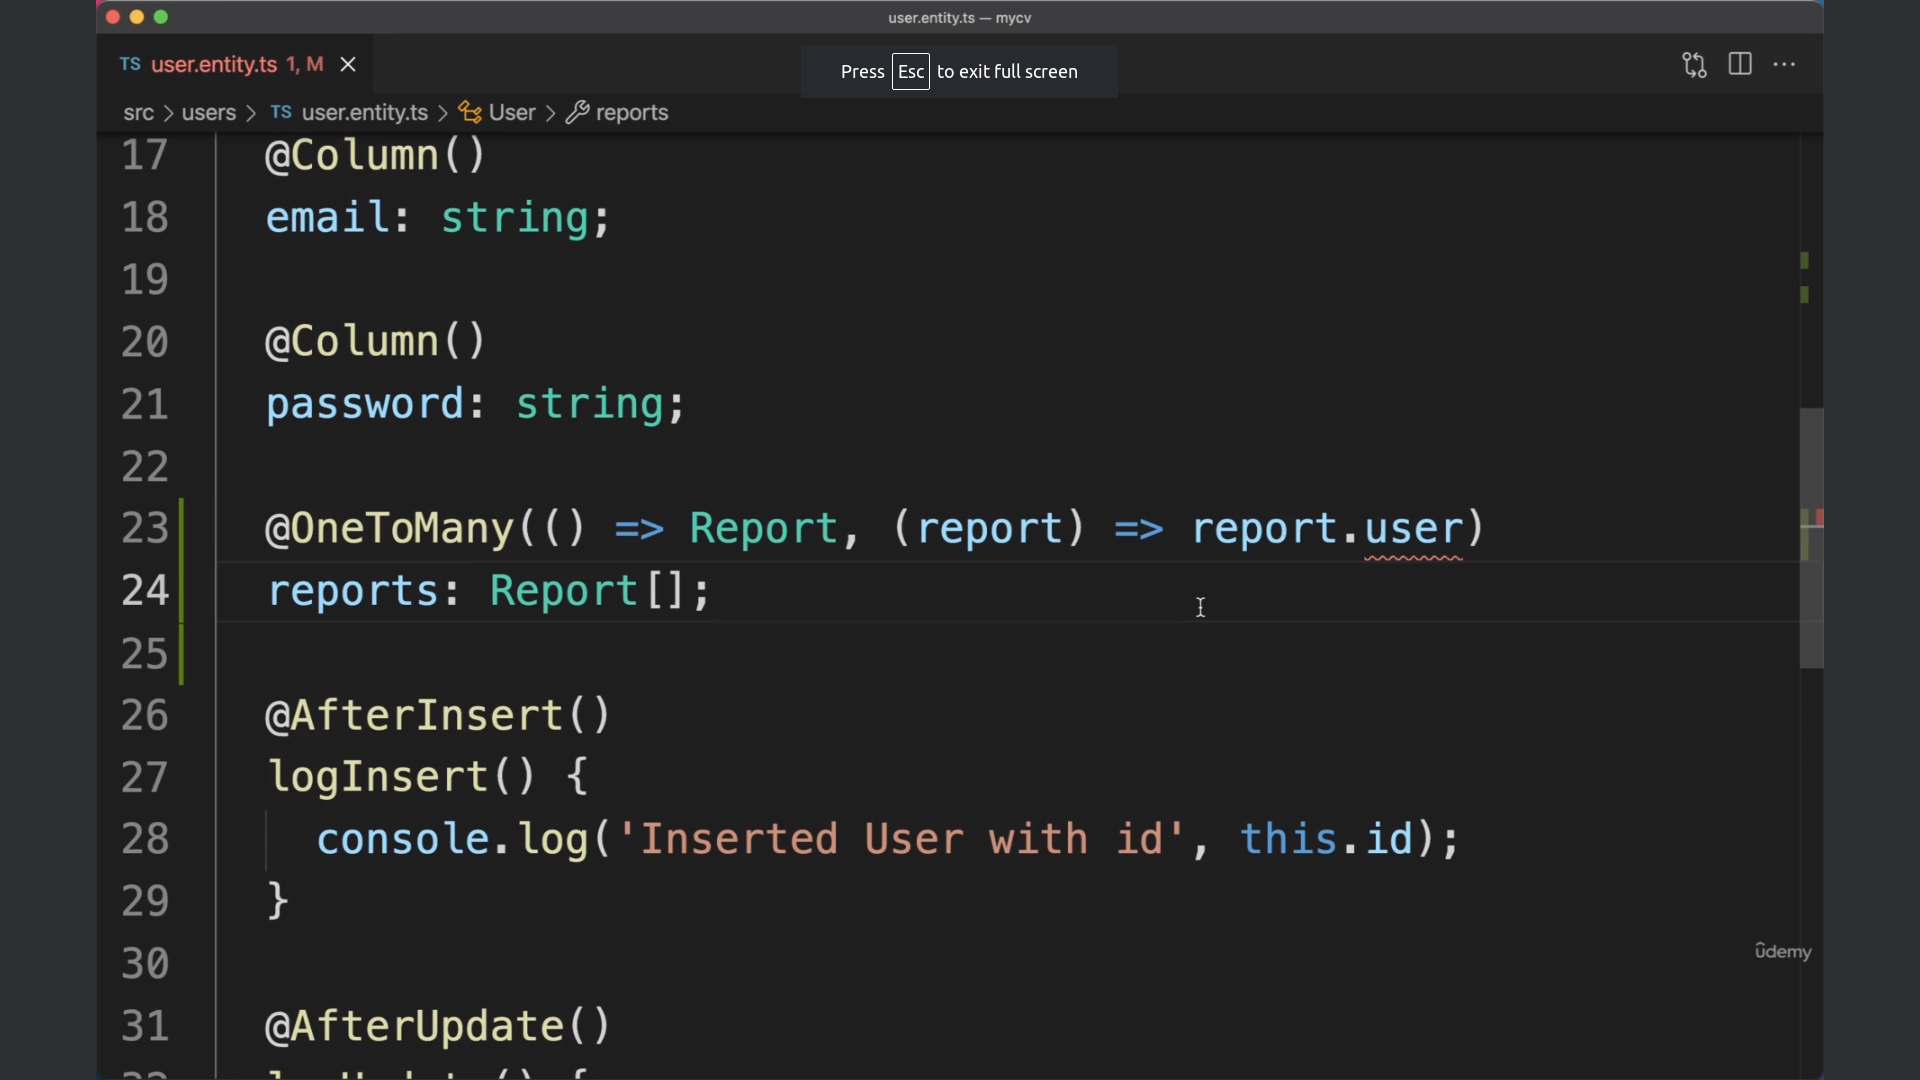 user.entity.ts — mycv
TS user.entity.ts 1, M
Press Esc to exit full screen
src > users > TS user.entity.ts > User > reports
17 @Column()
18 email: string;
19
20 @Column()
21 password: string;
22
23 @OneToMany(() => Report, (report) => report.user)
24 reports: Report[];
25
26 @AfterInsert()
27 logInsert() {
28 console.log('Inserted User with id', this.id);
29 }
30
ûdemy
31 @AfterUpdate()